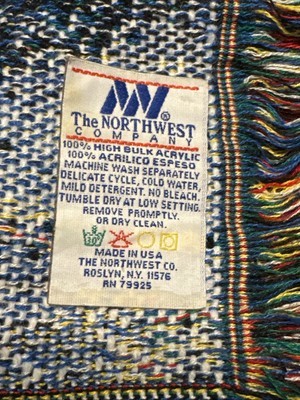 The NORTHWEST®
COMPANY
100% HIGH BULK ACRYLIC
100% ACRILICO ESPESO
MACHINE WASH SEPARATELY
DELICATE CYCLE, COLD WATER,
MILD DETERGENT. NO BLEACH.
TUMBLE DRY AT LOW SETTING.
REMOVE PROMPTLY.
OR DRY CLEAN.
MADE IN USA
THE NORTHWEST CO.
ROSLYN, N.Y. 11576
RN 79925